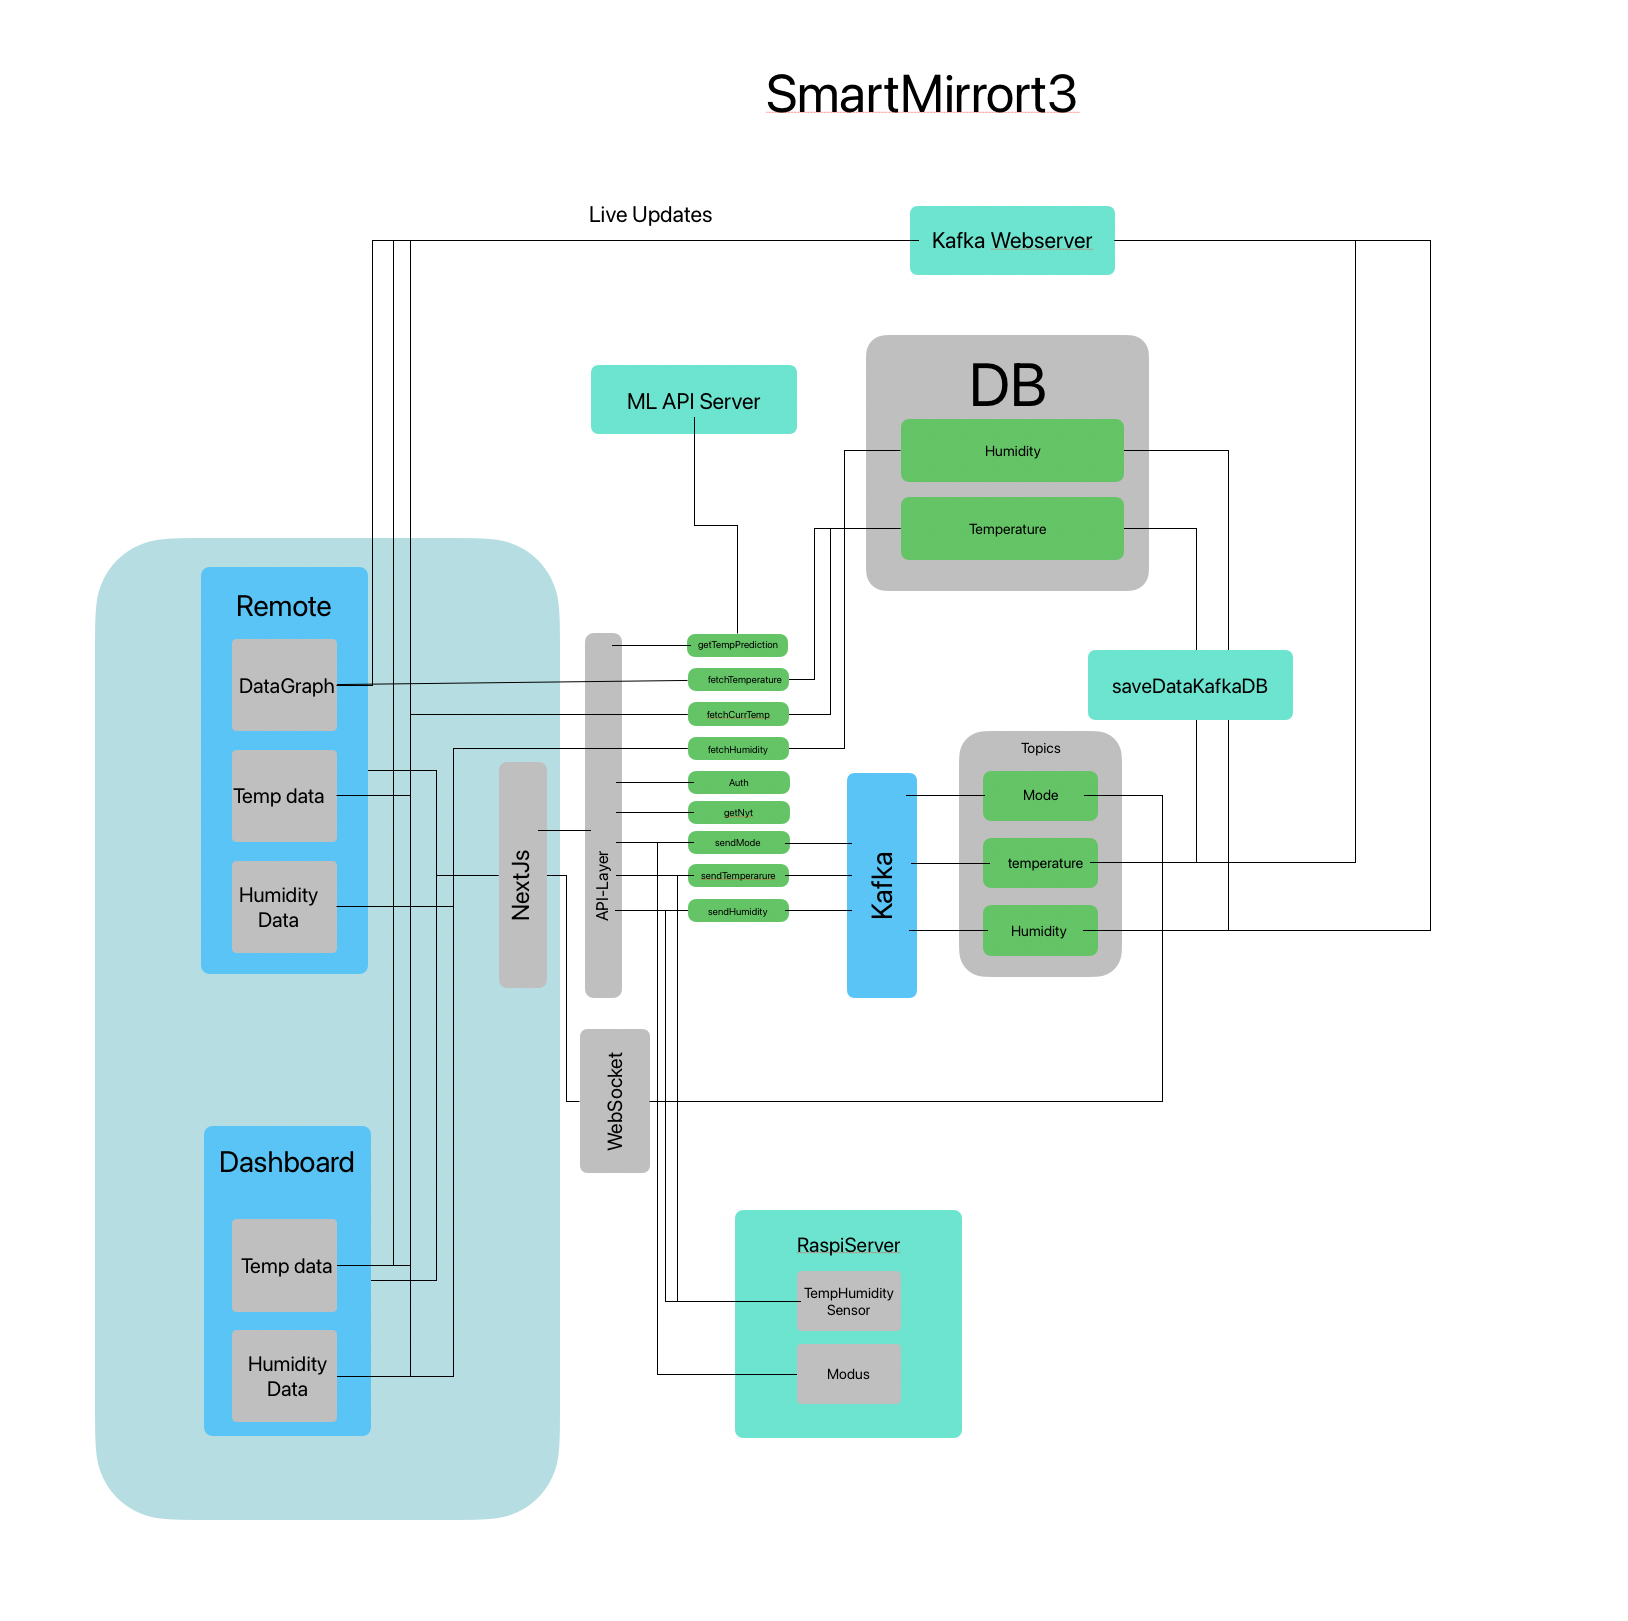 SmartMirrort3
Live Updates
Kafka Webserver
ML API Server
DB
Humidity
Temperature
Remote
DataGraph
Temp data
Humidity
Data
getTempPrediction
fetchTemperature
fetchCurrTemp
fetchHumidity
Auth
getNyt
sendMode
sendTemperarure
sendHumidity
NextJs
API-Layer
Kafka
saveDataKafkaDB
Topics
Mode
temperature
Humidity
WebSocket
Dashboard
Temp data
Humidity
Data
RaspiServer
TempHumidity
Sensor
Modus